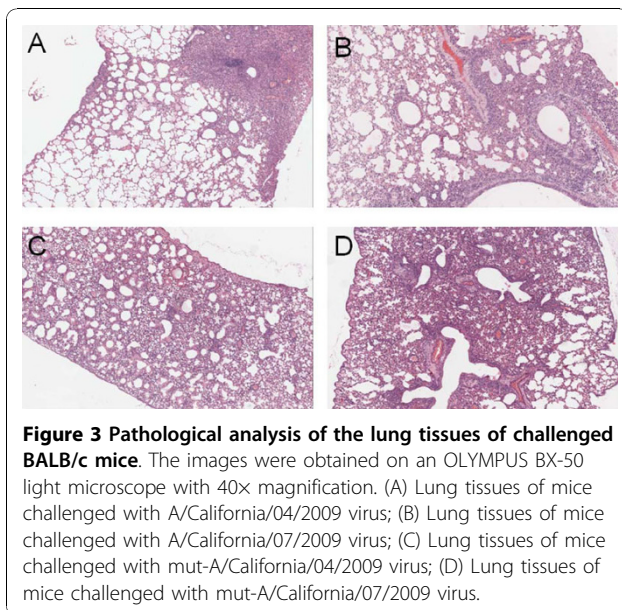 A
B
C
D
Figure 3 Pathological analysis of the lung tissues of challenged
BALB/c mice. The images were obtained on an OLYMPUS BX-50
light microscope with 40× magnification. (A) Lung tissues of mice
challenged with A/California/04/2009 virus; (B) Lung tissues of mice
challenged with A/California/07/2009 virus; (C) Lung tissues of mice
challenged with mut-A/California/04/2009 virus; (D) Lung tissues of
mice challenged with mut-A/California/07/2009 virus.